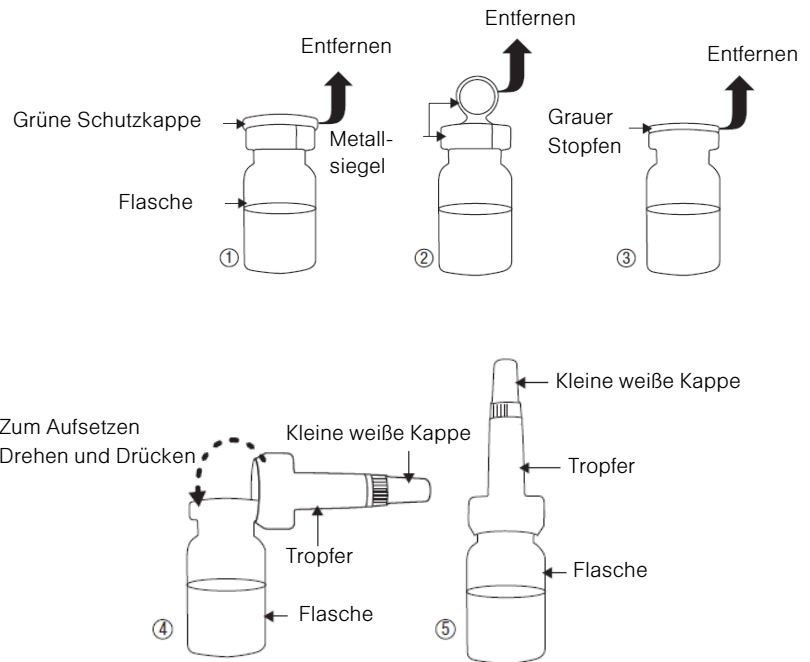 Entfernen
Grüne Schutzkappe
Flasche
①
Entfernen
Metall-
siegel
②
Entfernen
Grauer
Stopfen
③
Zum Aufsetzen
Drehen und Drücken
Kleine weiße Kappe
Tropfer
Flasche
④
Kleine weiße Kappe
Tropfer
Flasche
⑤